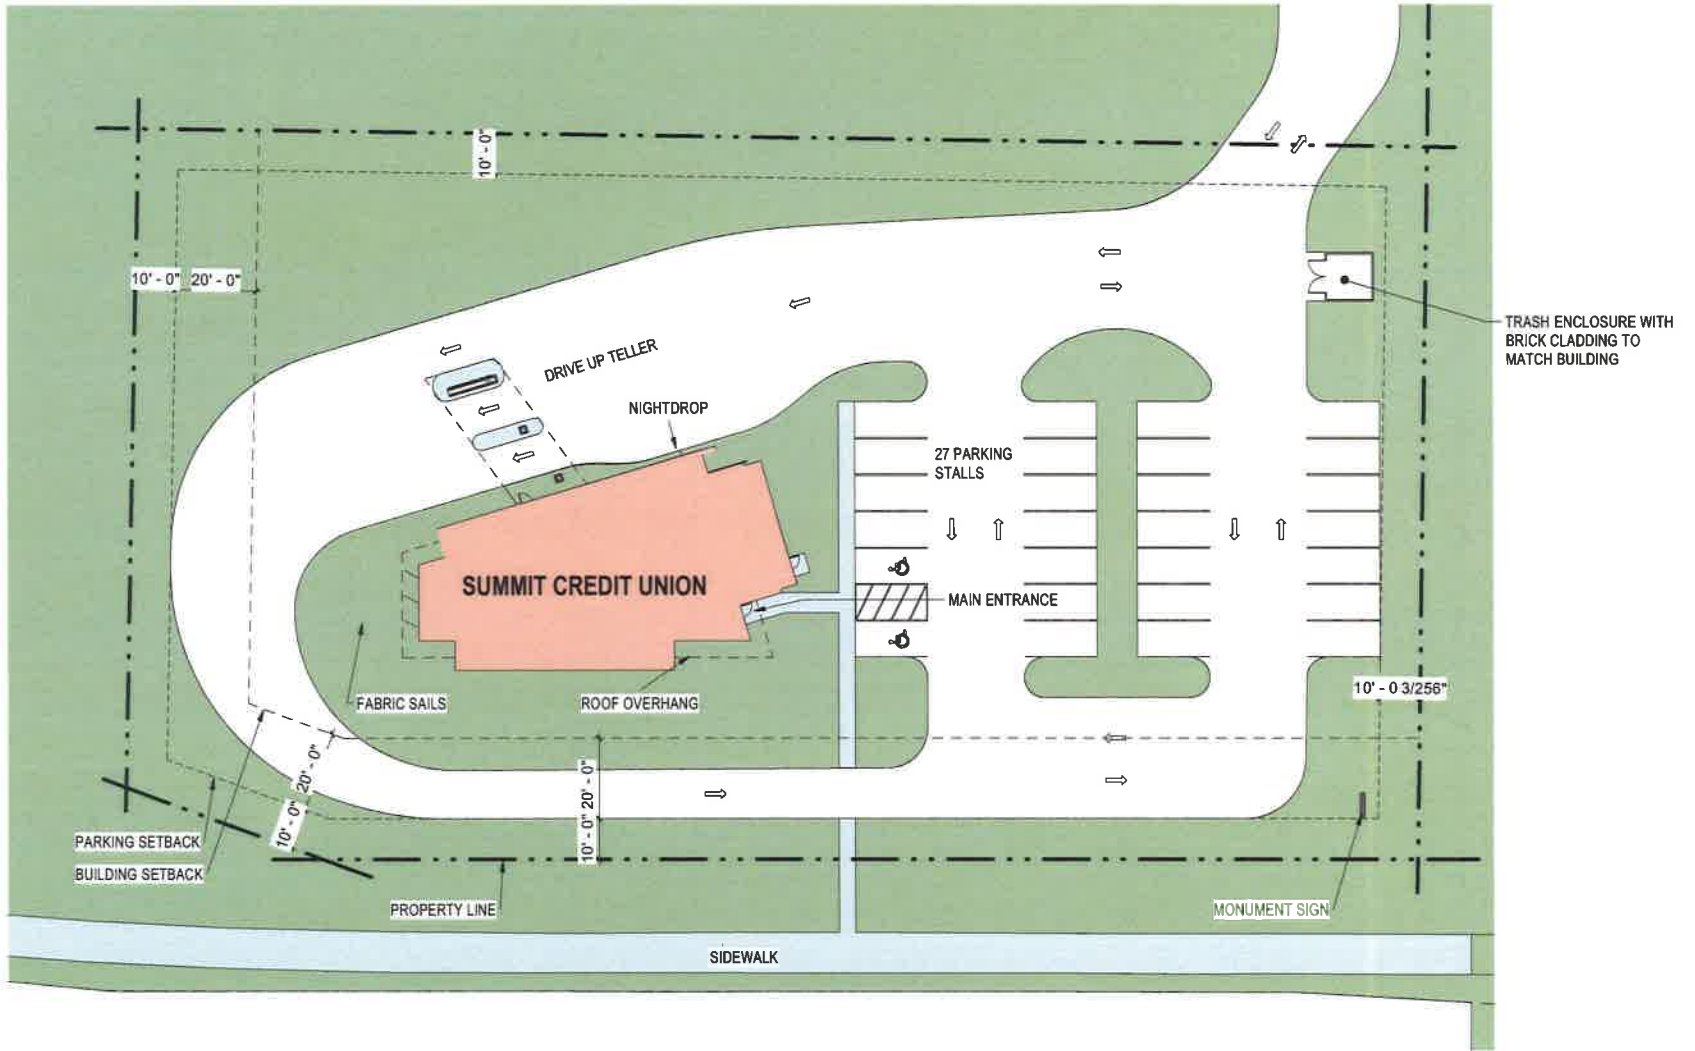 10' - 0"
10' - 0" 20' - 0"
TRASH ENCLOSURE WITH
BRICK CLADDING TO
MATCH BUILDING
DRIVE UP TELLER
NIGHTDROP
27 PARKING
STALLS
SUMMIT CREDIT UNION
MAIN ENTRANCE
FABRIC SAILS
ROOF OVERHANG
10' - 0 3/256"
10' - 0" 20' - 0"
10' - 0" 20' - 0"
PARKING SETBACK
BUILDING SETBACK
PROPERTY LINE
MONUMENT SIGN
SIDEWALK